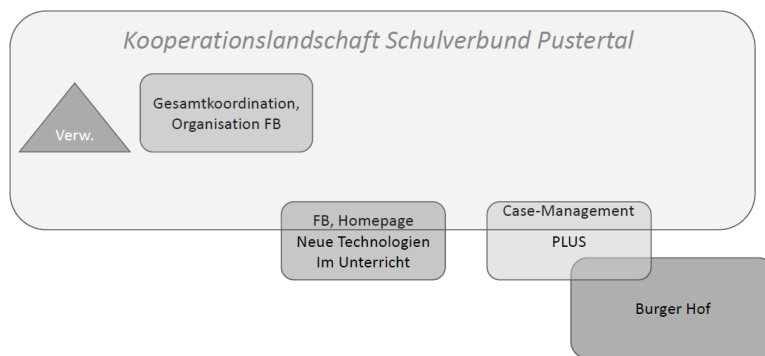 Kooperationslandschaft Schulverbund Pustertal
Gesamtkoordination,
Organisation FB
Verw.
FB, Homepage
Neue Technologien
Im Unterricht
Case-Management
PLUS
Burger Hof